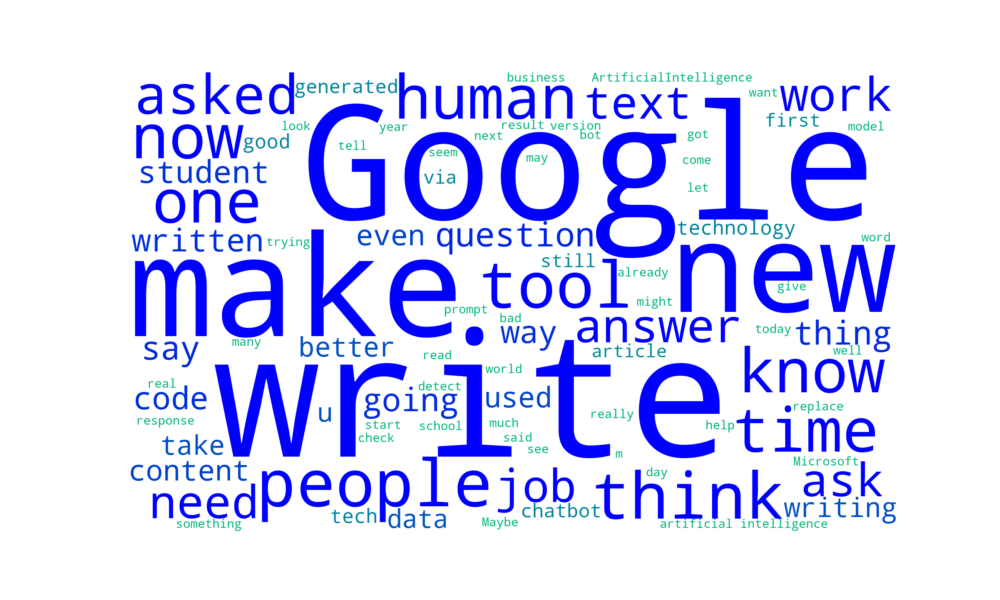 business ArtificialIntelligence
asked generated human text want work
now good look year tell next result version bot got first model
Google
student seem via may come let
one
written trying even question technology word
make still tool already new give
prompt bad might
say many better way answer article today thing well
read world know
write
real detect
code going used really replace
response u start school much help time
check said see m
take
content people job think day Microsoft ask
need tech data chatbot writing
something Maybe artificial intelligence